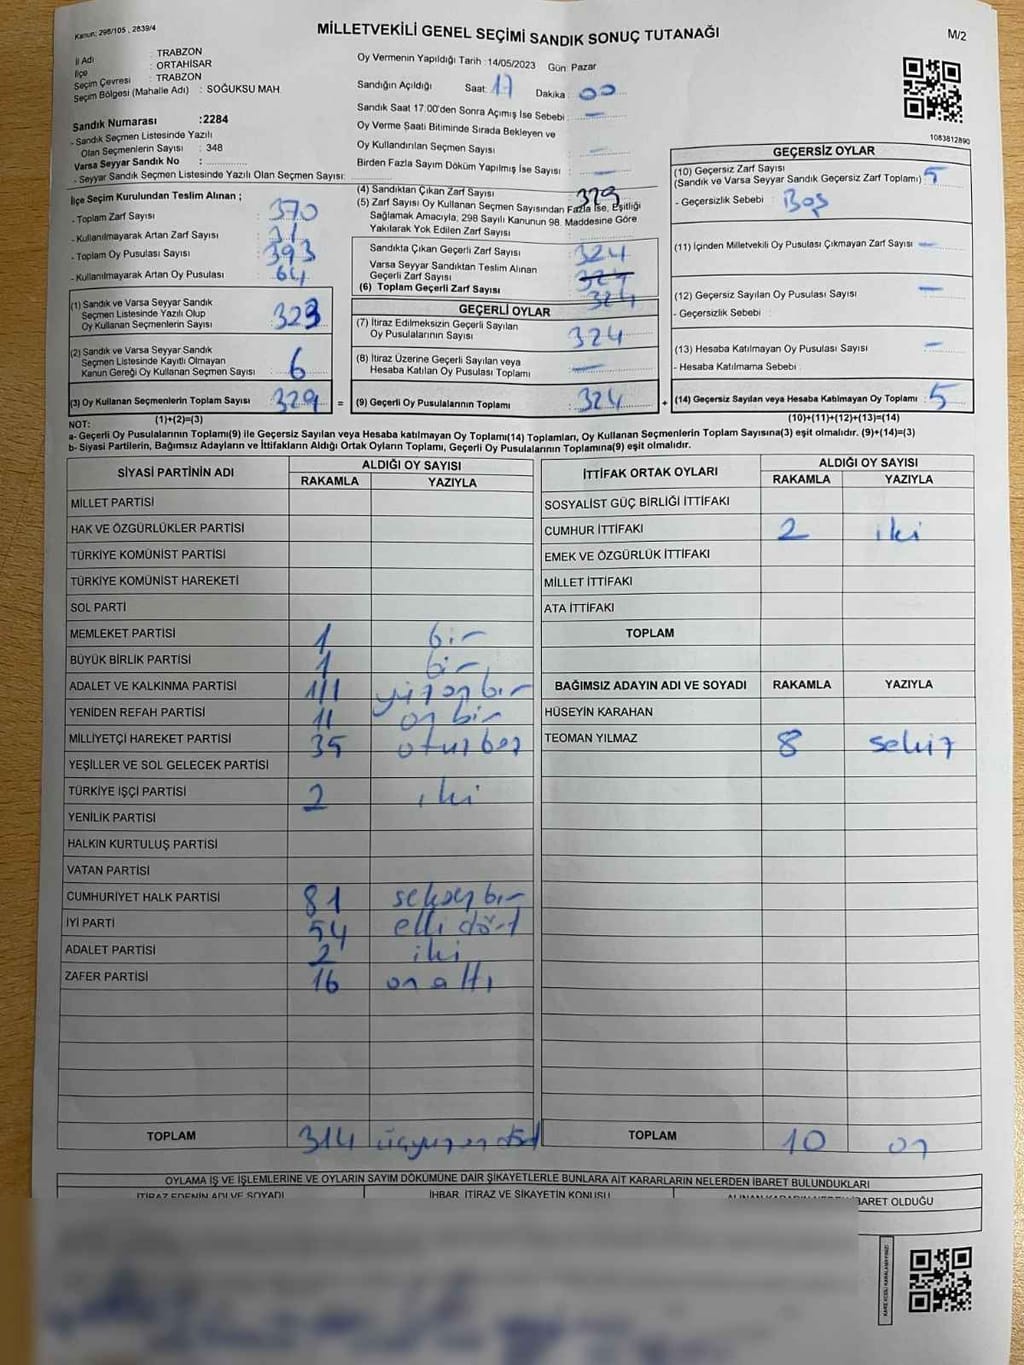 Kanun: 298/105 , 2839/4
MİLLETVEKİLİ GENEL SEÇİMİ SANDIK SONUÇ TUTANAĞI
M/2
İl Adı : TRABZON
İlçe : ORTAHİSAR
Seçim Çevresi : TRABZON
Seçim Bölgesi (Mahalle Adı) : SOĞUKSU MAH.
Sandık Numarası :2284
- Sandık Seçmen Listesinde Yazılı
Olan Seçmenlerin Sayısı : 348
Varsa Seyyar Sandık No :
- Seyyar Sandık Seçmen Listesinde Yazılı Olan Seçmen Sayısı:
Oy Vermenin Yapıldığı Tarih :14/05/2023 Gün: Pazar
Sandığın Açıldığı Saat: 17 Dakika : 00
Sandık Saat 17.00'den Sonra Açımış İse Sebebi : —
Oy Verme Saati Bitiminde Sırada Bekleyen ve
Oy Kullandırılan Seçmen Sayısı : —
Birden Fazla Sayım Döküm Yapılmış İse Sayısı : —
1083812890
İlçe Seçim Kurulundan Teslim Alınan ;
- Toplam Zarf Sayısı : 370
- Kullanılmayarak Artan Zarf Sayısı : 31
- Toplam Oy Pusulası Sayısı : 393
- Kullanılmayarak Artan Oy Pusulası : 64
(1) Sandık ve Varsa Seyyar Sandık
Seçmen Listesinde Yazılı Olup
Oy Kullanan Seçmenlerin Sayısı : 323
(2) Sandık ve Varsa Seyyar Sandık
Seçmen Listesinde Kayıtlı Olmayan
Kanun Gereği Oy Kullanan Seçmen Sayısı : 6
(3) Oy Kullanan Seçmenlerin Toplam Sayısı : 329 =
(1)+(2)=(3)
(4) Sandıktan Çıkan Zarf Sayısı : 329
(5) Zarf Sayısı Oy Kullanan Seçmen Sayısından Fazla İse, Eşitliği
Sağlamak Amacıyla, 298 Sayılı Kanunun 98. Maddesine Göre
Yakılarak Yok Edilen Zarf Sayısı :
Sandıkta Çıkan Geçerli Zarf Sayısı : 324
Varsa Seyyar Sandıktan Teslim Alınan
Geçerli Zarf Sayısı : 324
(6) Toplam Geçerli Zarf Sayısı : 324
GEÇERLİ OYLAR
(7) İtiraz Edilmeksizin Geçerli Sayılan
Oy Pusulalarının Sayısı : 324
(8) İtiraz Üzerine Geçerli Sayılan veya
Hesaba Katılan Oy Pusulası Toplamı : —
(9) Geçerli Oy Pusulalarının Toplamı : 324 +
GEÇERSİZ OYLAR
(10) Geçersiz Zarf Sayısı
(Sandık ve Varsa Seyyar Sandık Geçersiz Zarf Toplamı) : 5
- Geçersizlik Sebebi : Boş
(11) İçinden Milletvekili Oy Pusulası Çıkmayan Zarf Sayısı : —
(12) Geçersiz Sayılan Oy Pusulası Sayısı : —
- Geçersizlik Sebebi :
(13) Hesaba Katılmayan Oy Pusulası Sayısı : —
- Hesaba Katılmama Sebebi :
(14) Geçersiz Sayılan veya Hesaba Katılmayan Oy Toplamı : 5
(10)+(11)+(12)+(13)=(14)
NOT:
a- Geçerli Oy Pusulalarının Toplamı(9) ile Geçersiz Sayılan veya Hesaba katılmayan Oy Toplamı(14) Toplamları, Oy Kullanan Seçmenlerin Toplam Sayısına(3) eşit olmalıdır. (9)+(14)=(3)
b- Siyasi Partilerin, Bağımsız Adayların ve İttifakların Aldığı Ortak Oyların Toplamı, Geçerli Oy Pusulalarının Toplamına(9) eşit olmalıdır.
SİYASİ PARTİNİN ADI ALDIĞI OY SAYISI
RAKAMLA YAZIYLA
MİLLET PARTİSİ
HAK VE ÖZGÜRLÜKLER PARTİSİ
TÜRKİYE KOMÜNİST PARTİSİ
TÜRKİYE KOMÜNİST HAREKETİ
SOL PARTİ
MEMLEKET PARTİSİ 1 bir
BÜYÜK BİRLİK PARTİSİ 1 bir
ADALET VE KALKINMA PARTİSİ 111 yüz on bir
YENİDEN REFAH PARTİSİ 11 on bir
MİLLİYETÇİ HAREKET PARTİSİ 35 otuz beş
YEŞİLLER VE SOL GELECEK PARTİSİ
TÜRKİYE İŞÇİ PARTİSİ 2 iki
YENİLİK PARTİSİ
HALKIN KURTULUŞ PARTİSİ
VATAN PARTİSİ
CUMHURİYET HALK PARTİSİ 81 seksen bir
İYİ PARTİ 54 elli dört
ADALET PARTİSİ 2 iki
ZAFER PARTİSİ 16 on altı
TOPLAM 314 üçyüz on dört
İTTİFAK ORTAK OYLARI ALDIĞI OY SAYISI
RAKAMLA YAZIYLA
SOSYALİST GÜÇ BİRLİĞİ İTTİFAKI
CUMHUR İTTİFAKI 2 iki
EMEK VE ÖZGÜRLÜK İTTİFAKI
MİLLET İTTİFAKI
ATA İTTİFAKI
TOPLAM
BAĞIMSIZ ADAYIN ADI VE SOYADI RAKAMLA YAZIYLA
HÜSEYİN KARAHAN
TEOMAN YILMAZ 8 sekiz
TOPLAM 10 on
OYLAMA İŞ VE İŞLEMLERİNE VE OYLARIN SAYIM DÖKÜMÜNE DAİR ŞİKAYETLERLE BUNLARA AİT KARARLARIN NELERDEN İBARET BULUNDUKLARI
İTİRAZ EDENİN ADI VE SOYADI İHBAR, İTİRAZ VE ŞİKAYETİN KONUSU ALINAN KARARIN NEDEN İBARET OLDUĞU